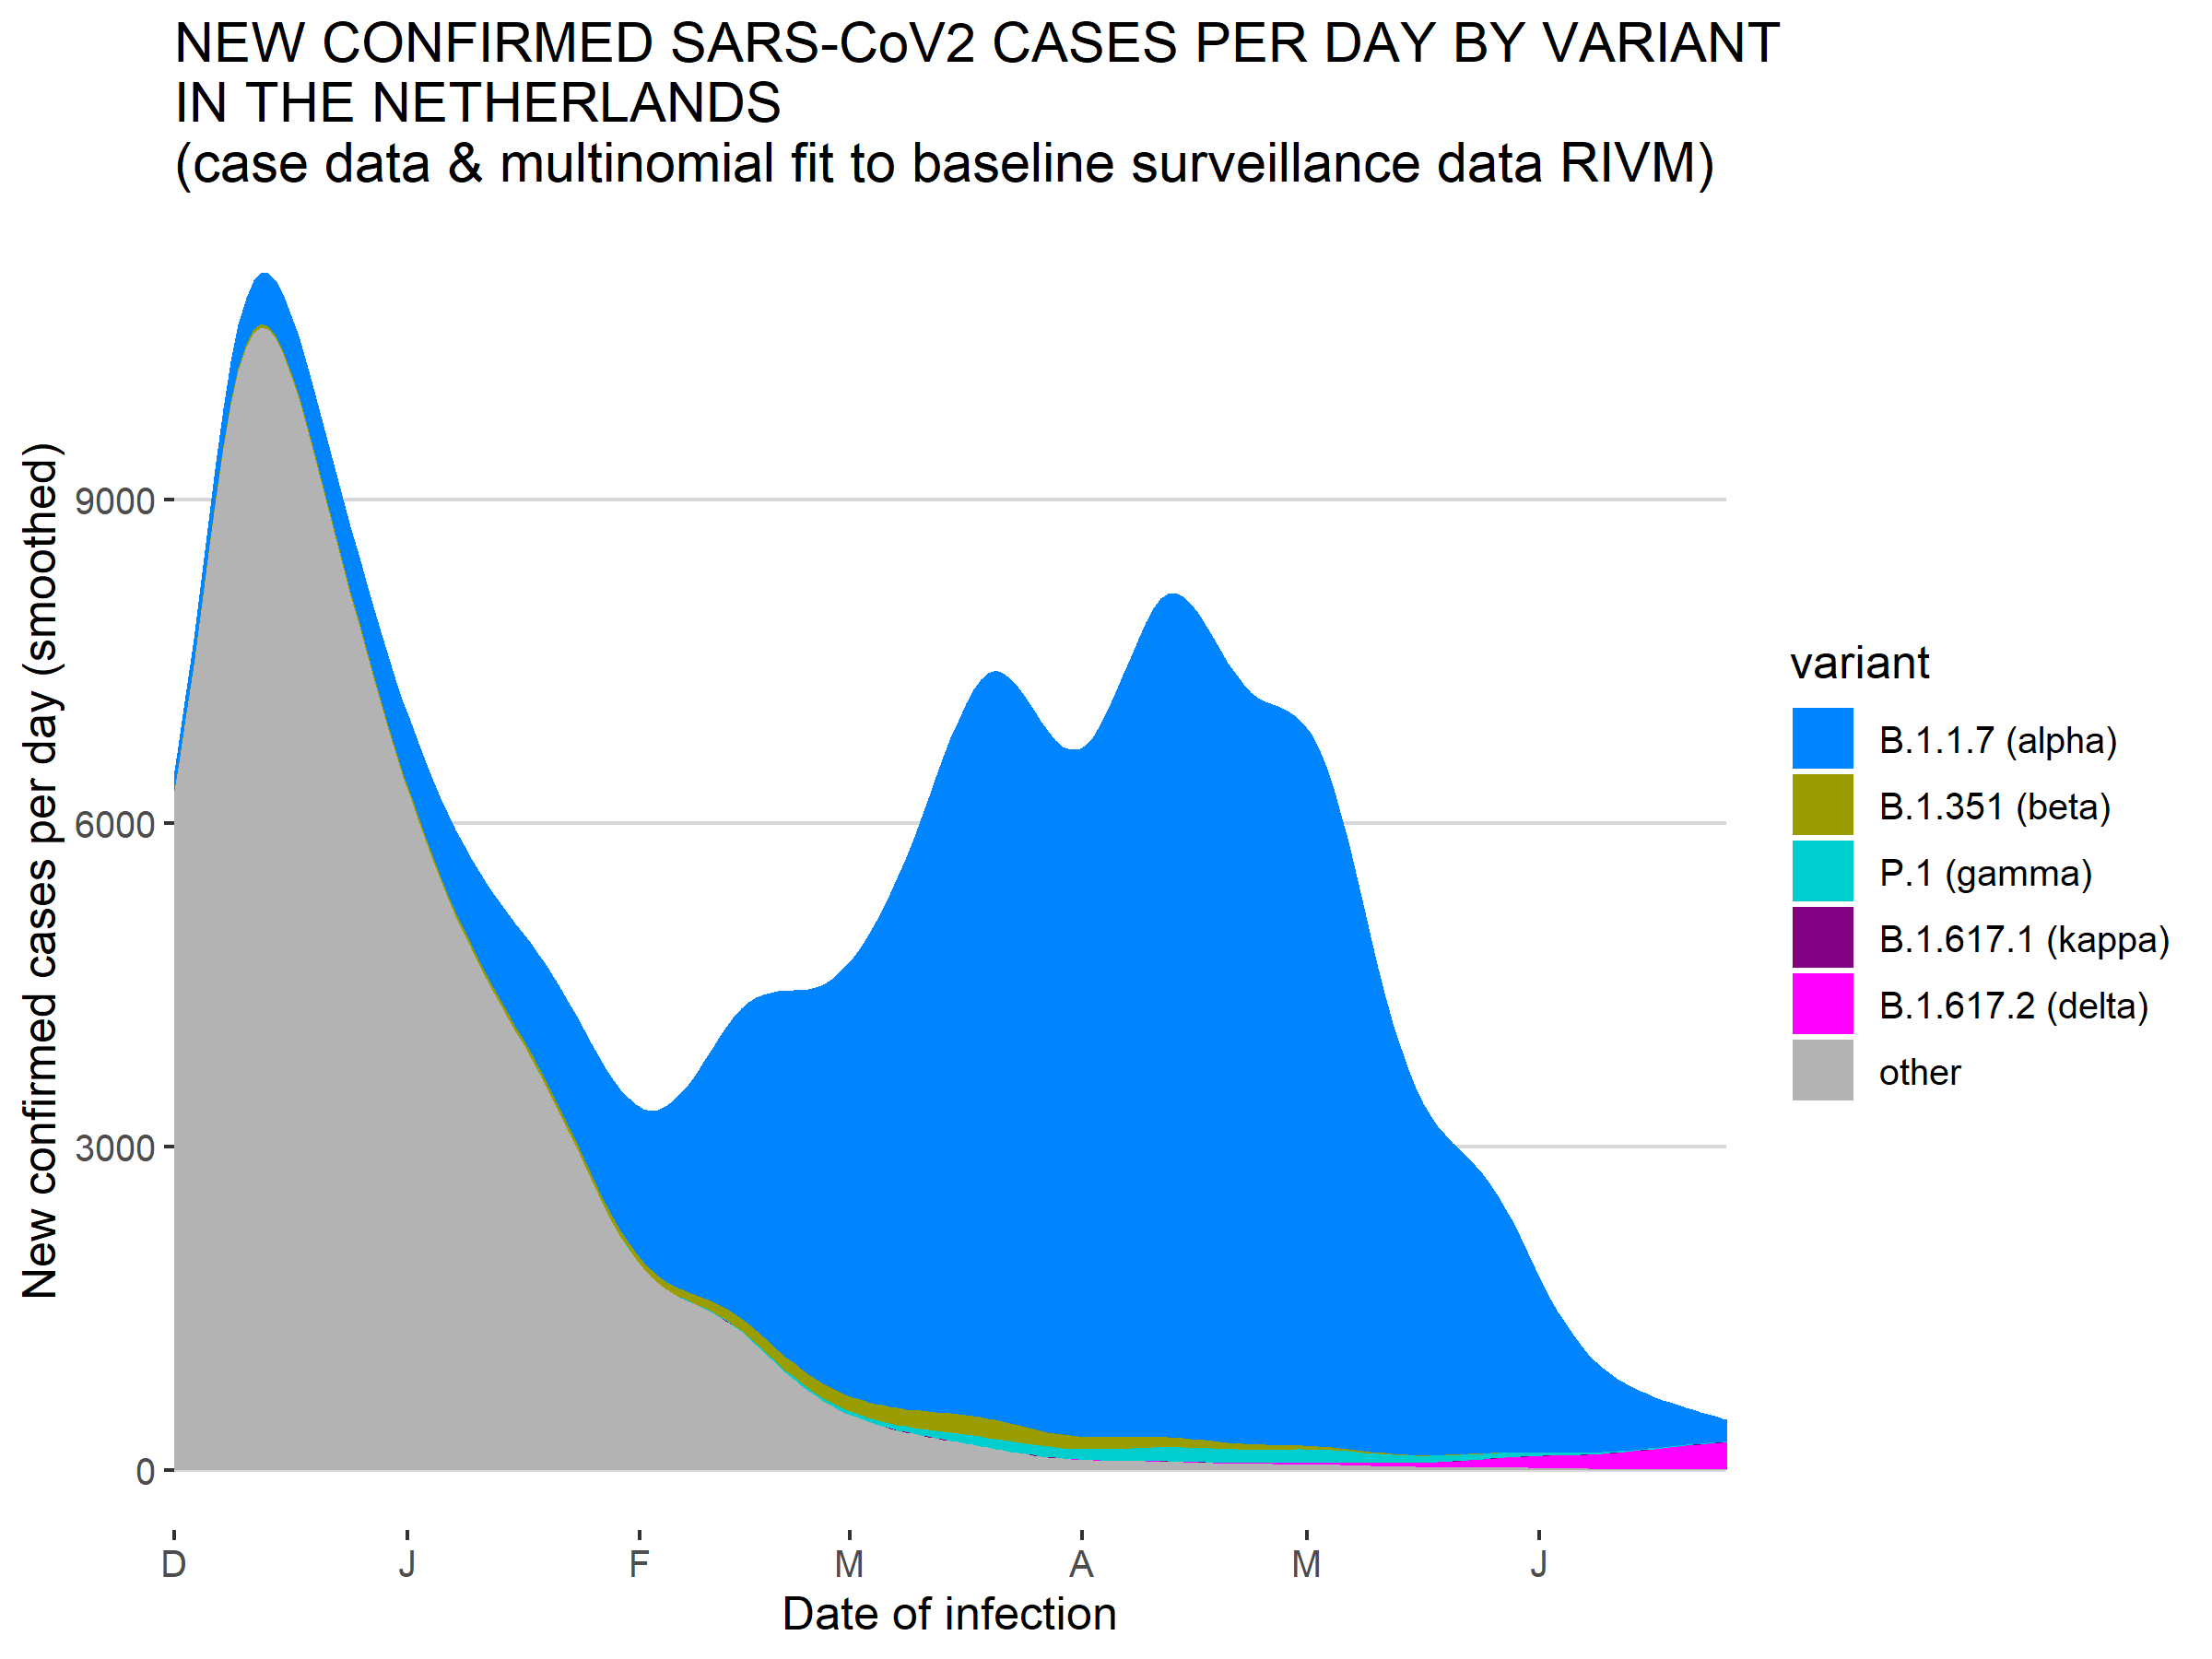 NEW CONFIRMED SARS-CoV2 CASES PER DAY BY VARIANT
IN THE NETHERLANDS
(case data & multinomial fit to baseline surveillance data RIVM)
New confirmed cases per day (smoothed)
9000
6000
3000
0
D J F M A M J
Date of infection
variant
B.1.1.7 (alpha)
B.1.351 (beta)
P.1 (gamma)
B.1.617.1 (kappa)
B.1.617.2 (delta)
other